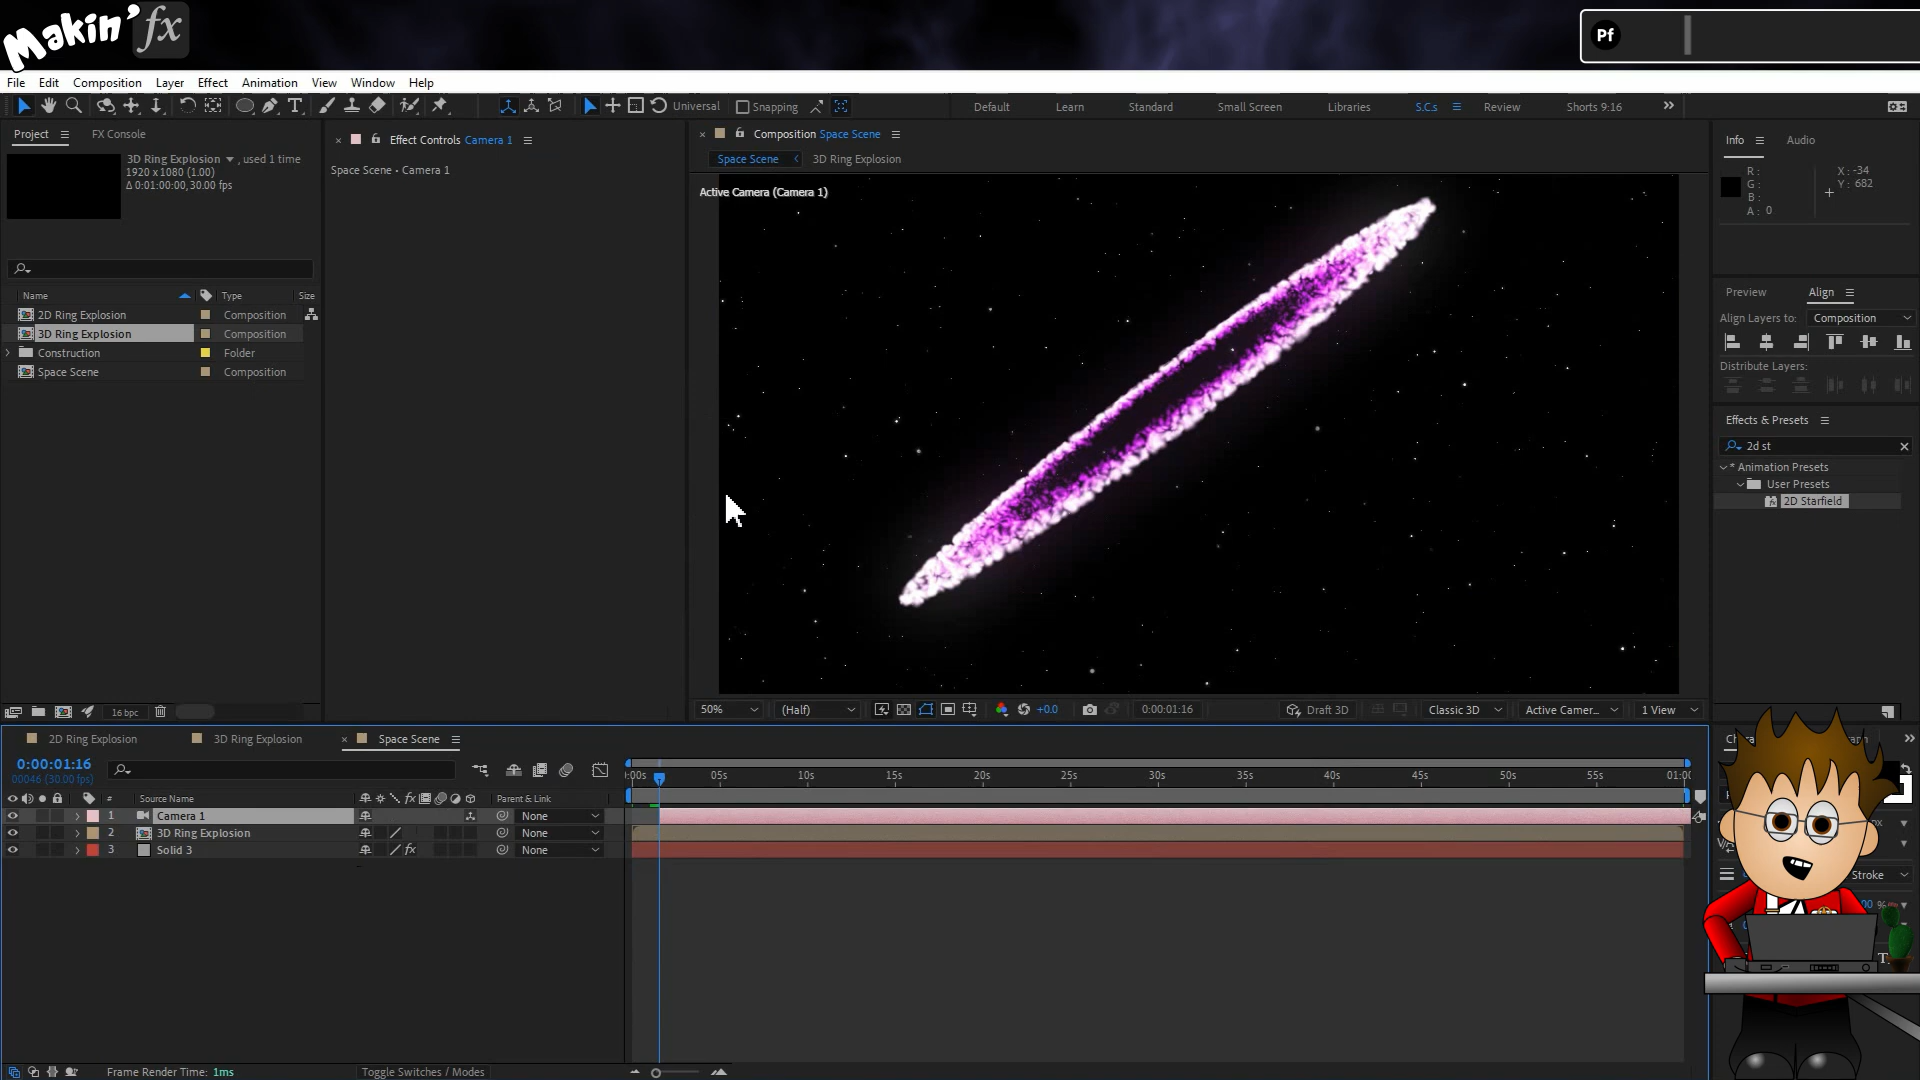 Makin' fx
Pf
File Edit Composition Layer Effect Animation View Window Help
Universal Snapping Default Learn Standard Small Screen Libraries S.C.s Review Shorts 9:16
Project FX Console
3D Ring Explosion , used 1 time
1920 x 1080 (1.00)
Δ 0:01:00:00, 30.00 fps
Name Type Size
2D Ring Explosion Composition
3D Ring Explosion Composition
Construction Folder
Space Scene Composition
16 bpc
Effect Controls Camera 1
Space Scene • Camera 1
Composition Space Scene
Space Scene 3D Ring Explosion
Active Camera (Camera 1)
50% (Half) +0.0 0:00:01:16 Draft 3D Classic 3D Active Camer... 1 View
Info Audio
R :
G :
B :
A : 0
X : -34
Y : 682
Preview Align
Align Layers to: Composition
Distribute Layers:
Effects & Presets
2d st
* Animation Presets
User Presets
2D Starfield
Stroke
2D Ring Explosion 3D Ring Explosion Space Scene
0:00:01:16
00046 (30.00 fps)
:00s 05s 10s 15s 20s 25s 30s 35s 40s 45s 50s 55s 01:00
# Source Name fx Parent & Link
1 Camera 1 None
2 3D Ring Explosion None
3 Solid 3 fx None
Frame Render Time: 1ms
Toggle Switches / Modes